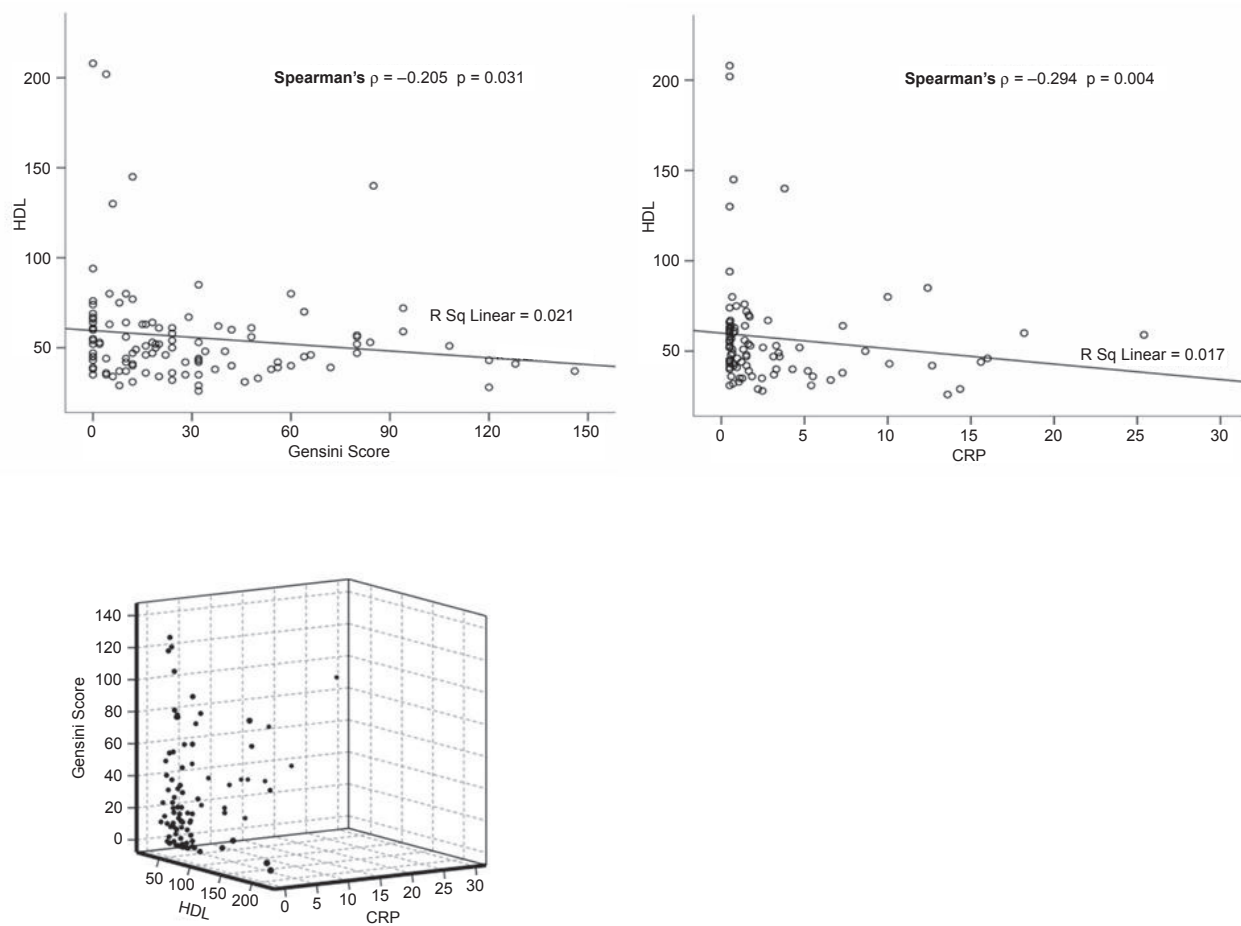 200
150
100
50
HDL
Spearman's ρ = –0.205 p = 0.031
R Sq Linear = 0.021
0 30 60 90 120 150
Gensini Score
200
150
100
50
HDL
Spearman's ρ = –0.294 p = 0.004
R Sq Linear = 0.017
0 5 10 15 20 25 30
CRP
140
120
100
80
60
40
20
0
Gensini Score
50 100 150 200
HDL
0 5 10 15 20 25 30
CRP